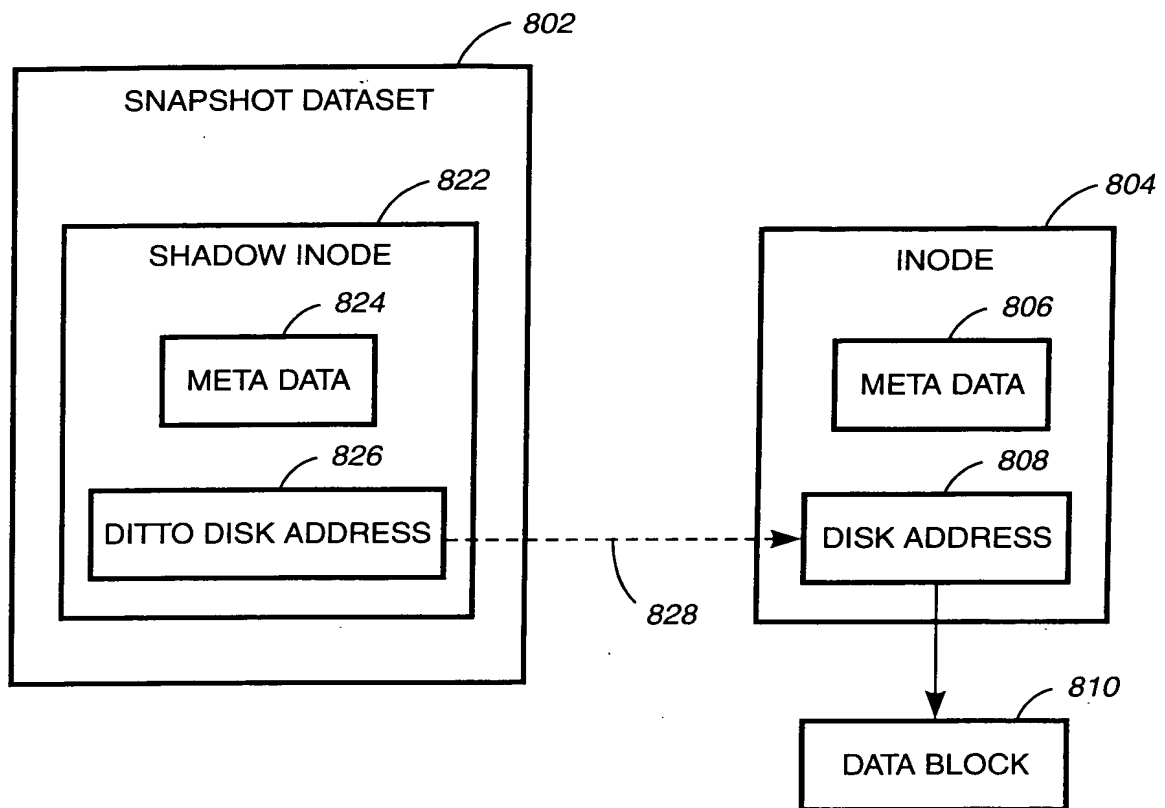 802
SNAPSHOT DATASET
822
SHADOW INODE
824
META DATA
826
DITTO DISK ADDRESS
828
804
INODE
806
META DATA
808
DISK ADDRESS
810
DATA BLOCK